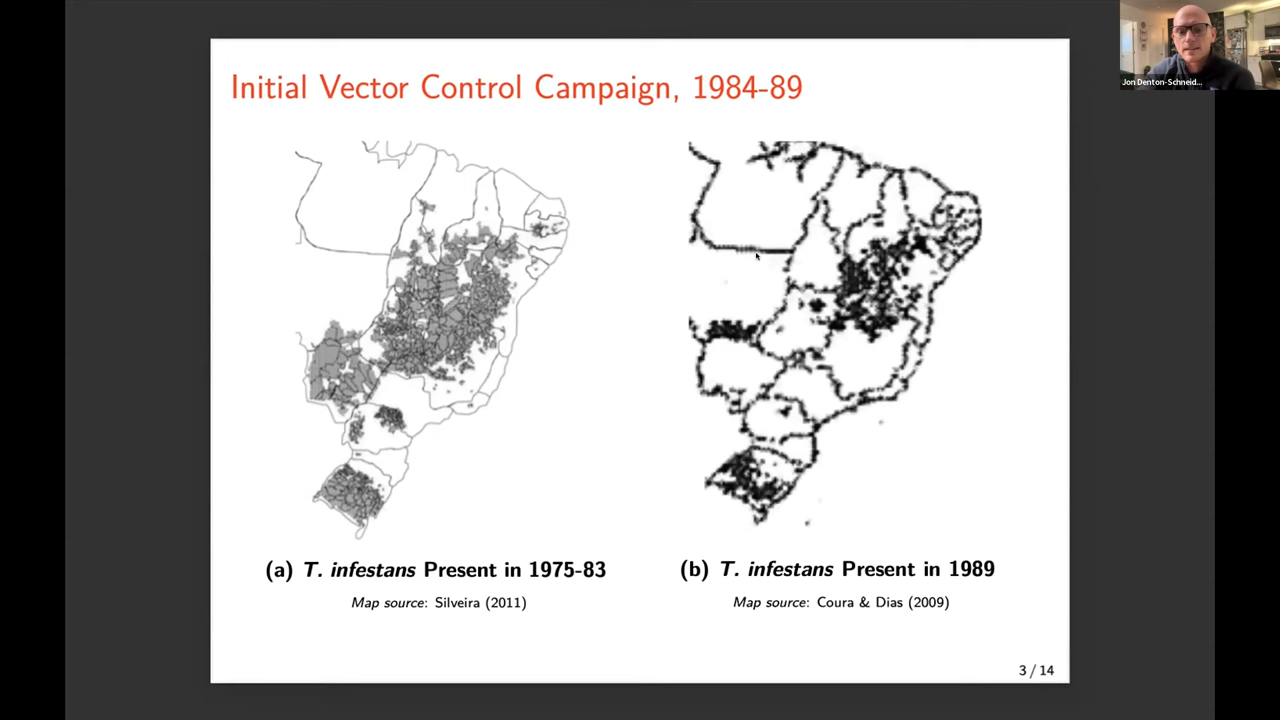 Jon Denton-Schneid...
Initial Vector Control Campaign, 1984-89
(a) T. infestans Present in 1975-83
Map source: Silveira (2011)
(b) T. infestans Present in 1989
Map source: Coura & Dias (2009)
3 / 14